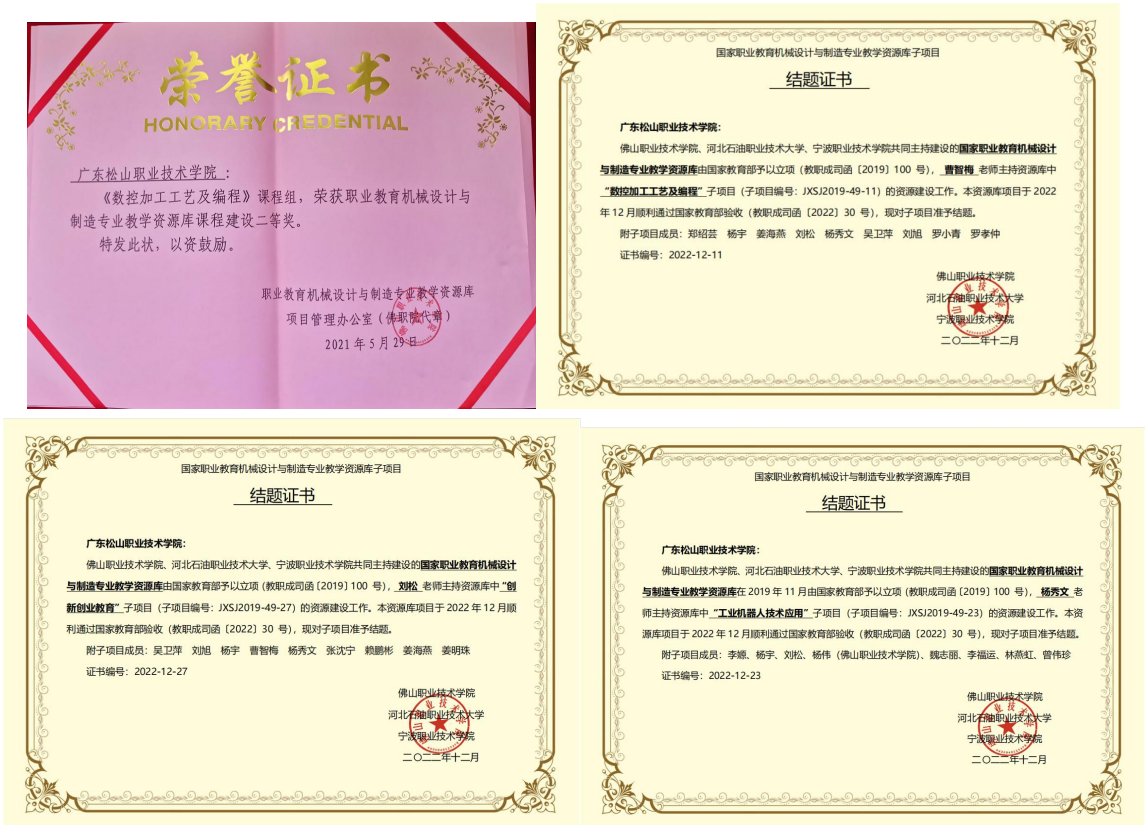 荣誉证书
HONORARY CREDENTIAL
广东松山职业技术学院：
《数控加工工艺及编程》课程组，荣获职业教育机械设计与
制造专业教学资源库课程建设二等奖。
特发此状，以资鼓励。
职业教育机械设计与制造专业教学资源库
项目管理办公室（佛职院代章）
2021年5月29日
国家职业教育机械设计与制造专业教学资源库子项目
结题证书
广东松山职业技术学院：
佛山职业技术学院、河北石油职业技术大学、宁波职业技术学院共同主持建设的国家职业教育机械设计
与制造专业教学资源库由国家教育部予以立项（教职成司函〔2019〕100 号），曹智梅 老师主持资源库中
“数控加工工艺及编程”子项目（子项目编号：JXSJ2019-49-11）的资源建设工作。本资源库项目于 2022
年 12 月顺利通过国家教育部验收（教职成司函〔2022〕30 号），现对子项目准予结题。
附子项目成员：郑绍芸 杨宇 姜海燕 刘松 杨秀文 吴卫萍 刘旭 罗小青 罗孝仲
证书编号：2022-12-11
佛山职业技术学院
河北石油职业技术大学
宁波职业技术学院
二〇二二年十二月
国家职业教育机械设计与制造专业教学资源库子项目
结题证书
广东松山职业技术学院：
佛山职业技术学院、河北石油职业技术大学、宁波职业技术学院共同主持建设的国家职业教育机械设计
与制造专业教学资源库由国家教育部予以立项（教职成司函〔2019〕100 号），刘松 老师主持资源库中“创
新创业教育”子项目（子项目编号：JXSJ2019-49-27）的资源建设工作。本资源库项目于 2022 年 12 月顺
利通过国家教育部验收（教职成司函〔2022〕30 号），现对子项目准予结题。
附子项目成员：吴卫萍 刘旭 杨宇 曹智梅 杨秀文 张沈宁 赖鹏彬 姜海燕 姜明珠
证书编号：2022-12-27
佛山职业技术学院
河北石油职业技术大学
宁波职业技术学院
二〇二二年十二月
国家职业教育机械设计与制造专业教学资源库子项目
结题证书
广东松山职业技术学院：
佛山职业技术学院、河北石油职业技术大学、宁波职业技术学院共同主持建设的国家职业教育机械设计
与制造专业教学资源库在 2019 年 11 月由国家教育部予以立项（教职成司函〔2019〕100 号），杨秀文 老
师主持资源库中“工业机器人技术应用”子项目（子项目编号：JXSJ2019-49-23）的资源建设工作。本资
源库项目于 2022 年 12 月顺利通过国家教育部验收（教职成司函〔2022〕30 号），现对子项目准予结题。
附子项目成员：李嫄、杨宇、刘松、杨伟（佛山职业技术学院）、魏志丽、李福运、林燕虹、曾伟珍
证书编号：2022-12-23
佛山职业技术学院
河北石油职业技术大学
宁波职业技术学院
二〇二二年十二月